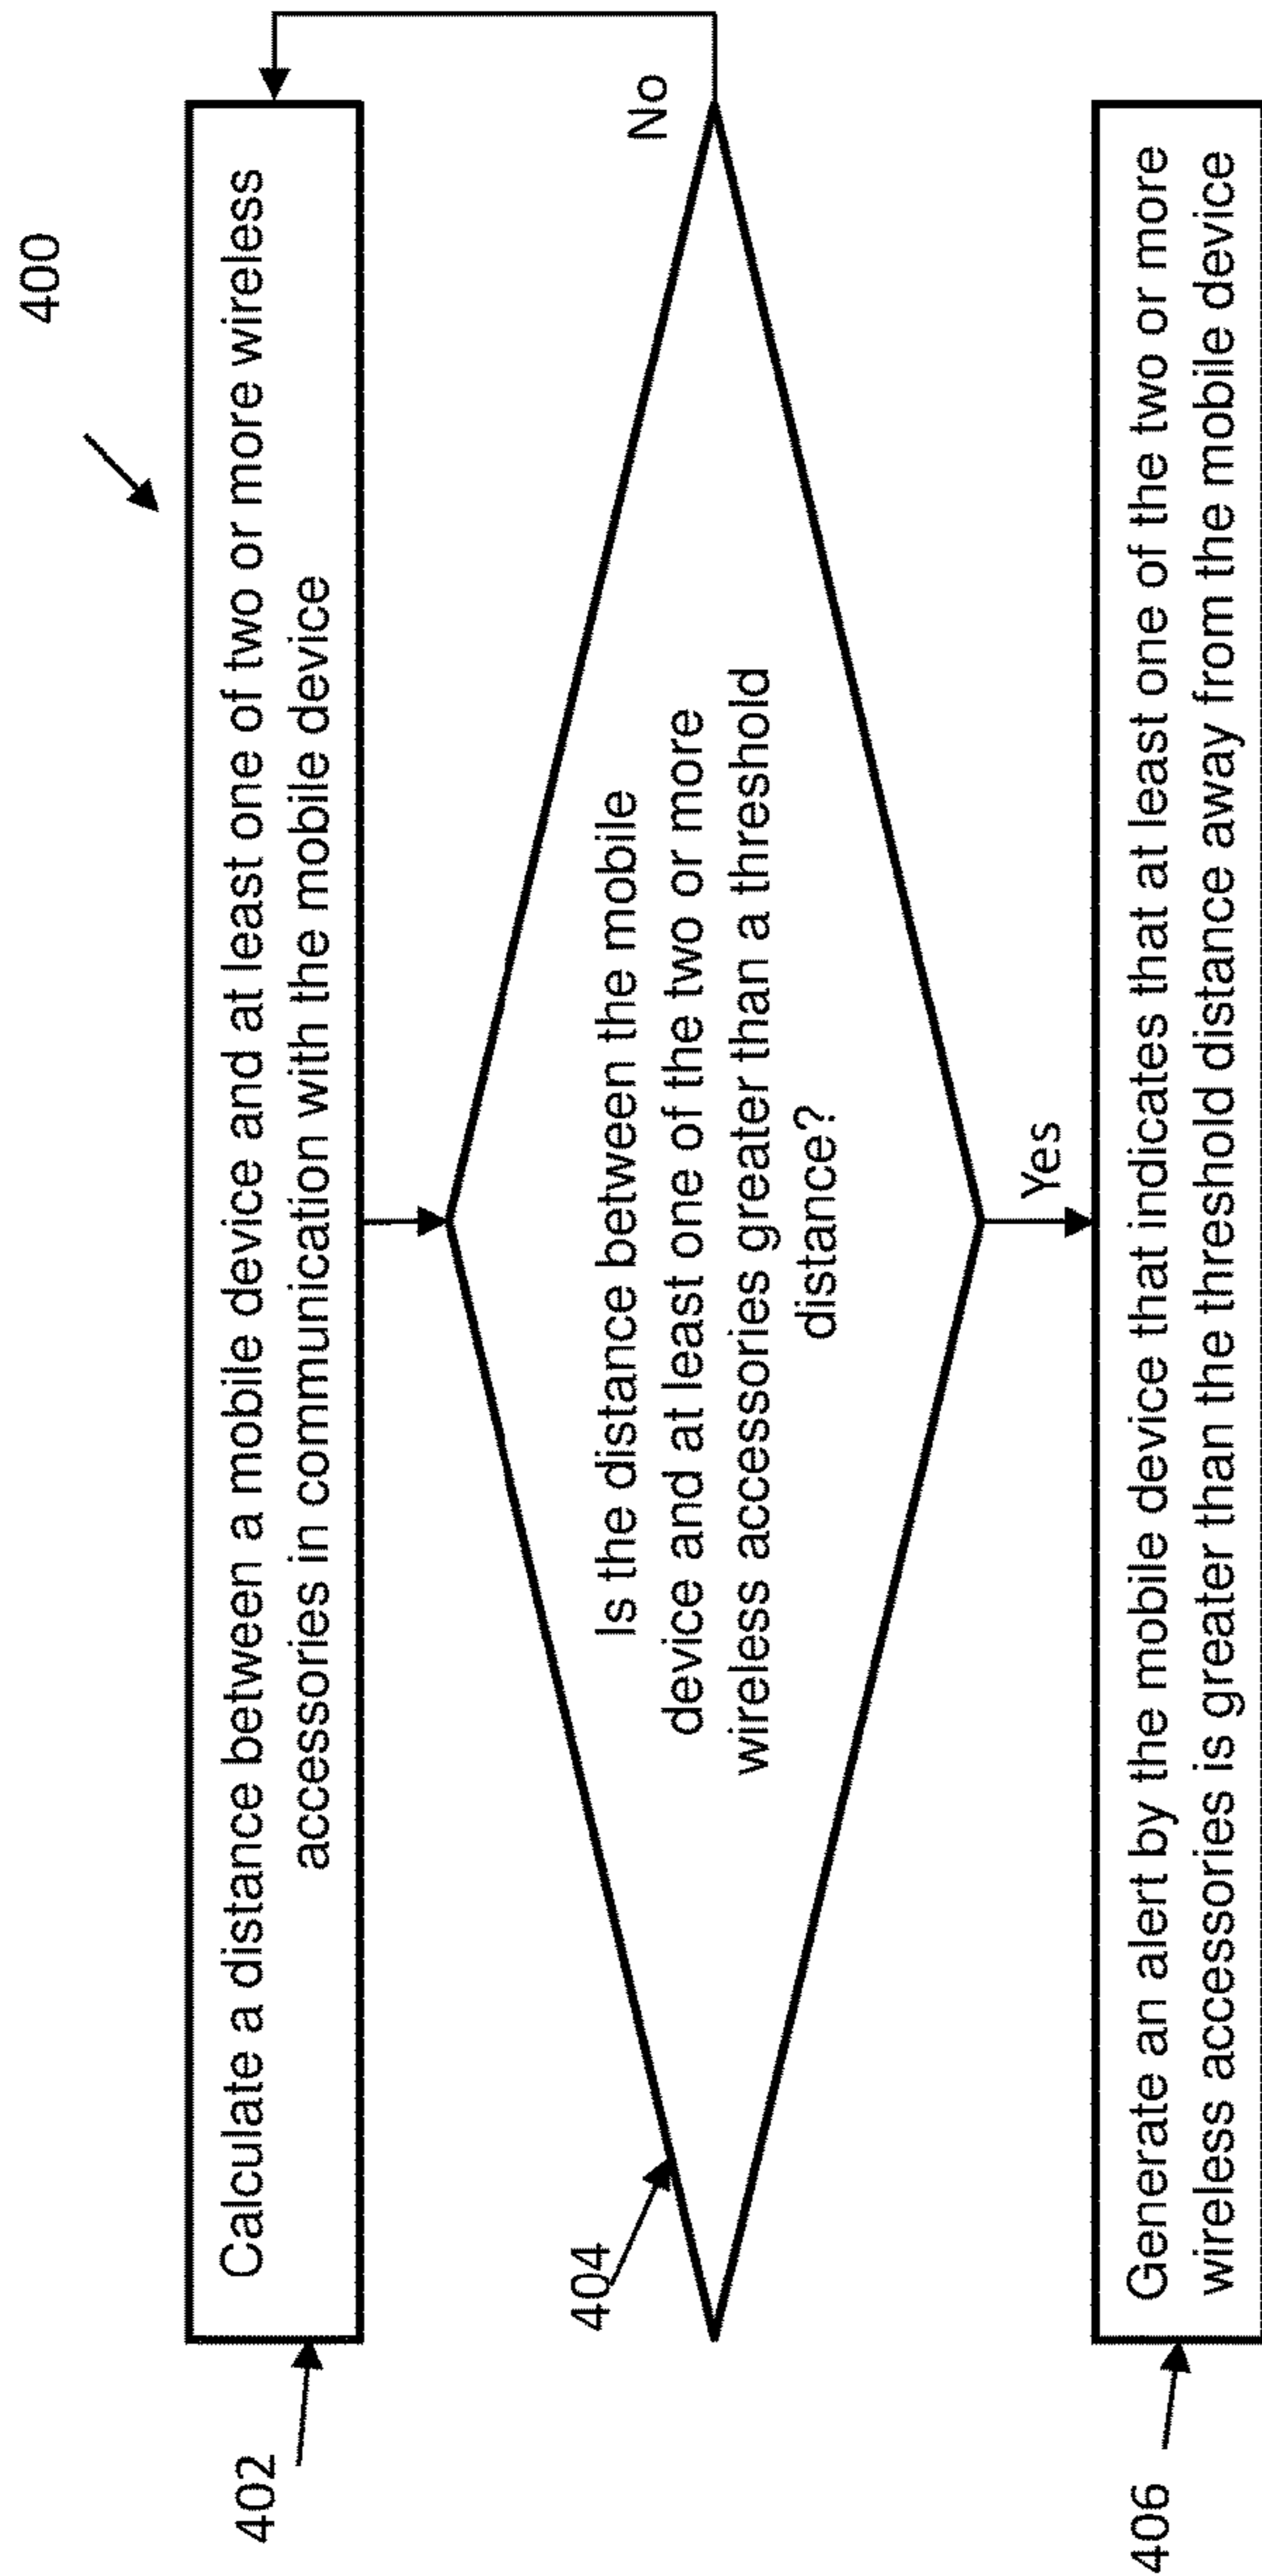 400
402
Calculate a distance between a mobile device and at least one of two or more wireless
accessories in communication with the mobile device
404
Is the distance between the mobile
device and at least one of the two or more
wireless accessories greater than a threshold
distance?
No
Yes
406
Generate an alert by the mobile device that indicates that at least one of the two or more
wireless accessories is greater than the threshold distance away from the mobile device